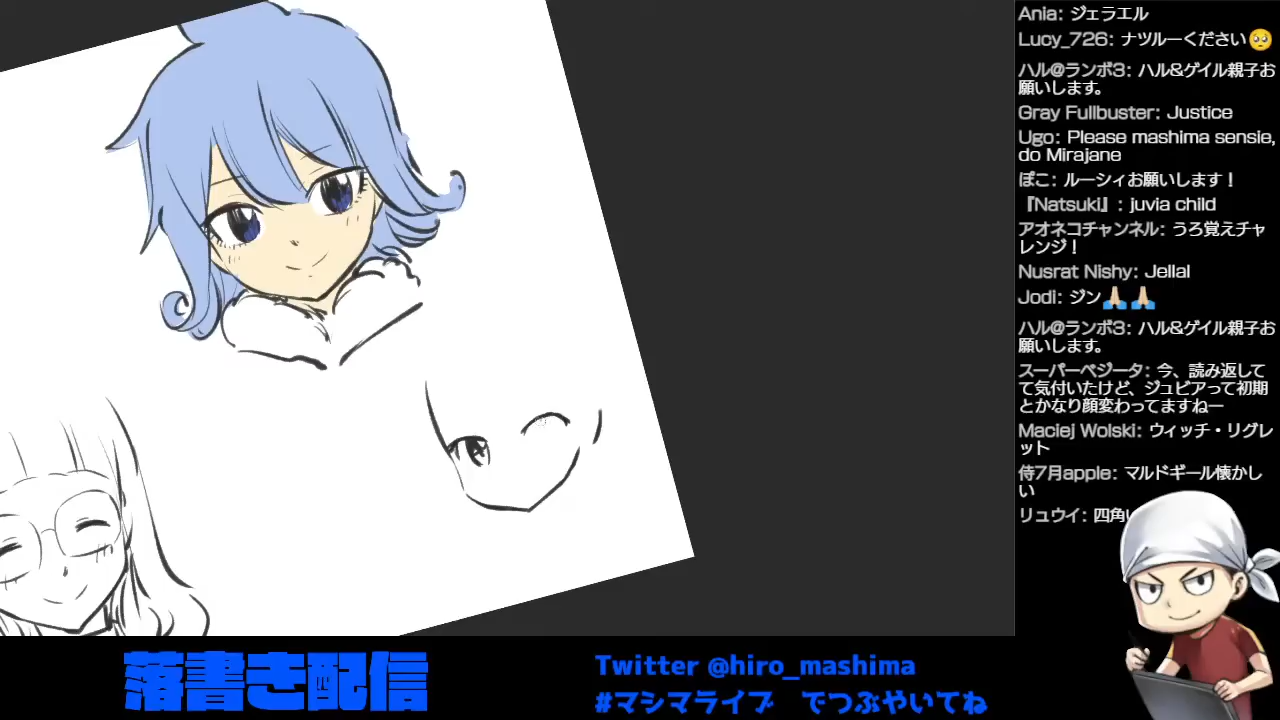 Ania: ジェラエル
Lucy_726: ナツルーください🥺
ハル@ランボ3: ハル&ゲイル親子お
願いします。
Gray Fullbuster: Justice
Ugo: Please mashima sensie,
do Mirajane
ぽこ: ルーシィお願いします！
『Natsuki』: juvia child
アオネコチャンネル: うろ覚えチャ
レンジ！
Nusrat Nishy: Jellal
Jodl: ジン🙏🏼🙏🏼
ハル@ランボ3: ハル&ゲイル親子お
願いします。
スーパーベジータ: 今、読み返して
て気付いたけど、ジュビアって初期
とかなり顔変わってますねー
Maciej Wolski: ウィッチ・リグレ
ット
侍7月apple: マルドギール懐かし
い
リュウイ: 四角い
落書き配信
Twitter @hiro_mashima
#マシマライブ でつぶやいてね